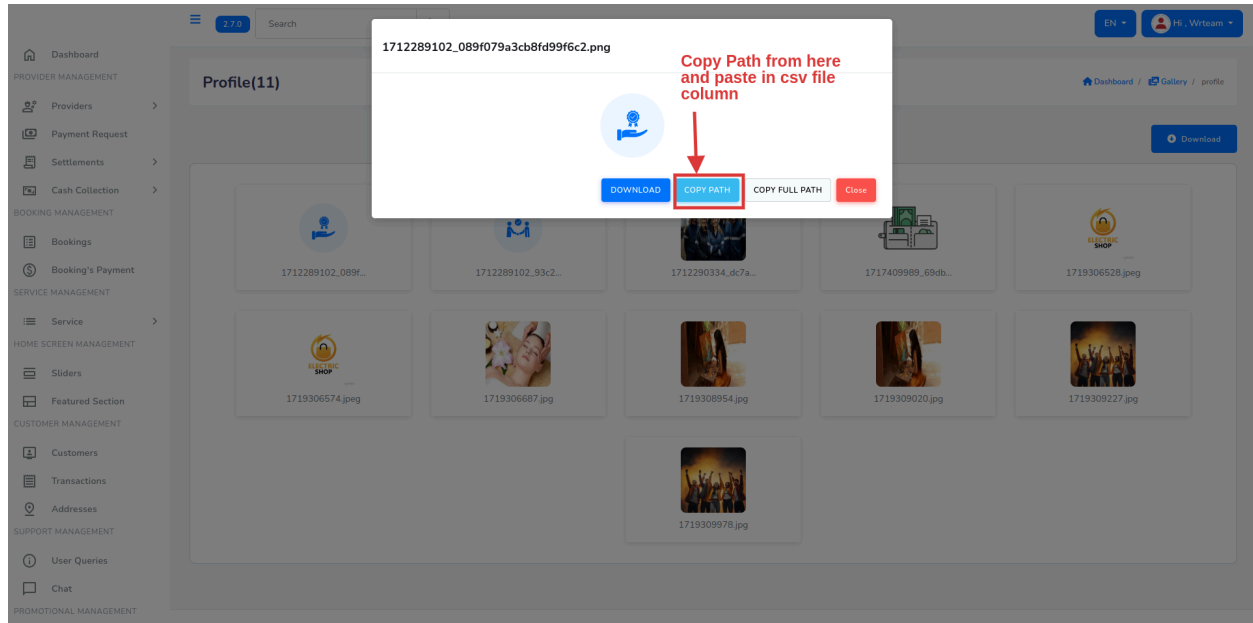 2.7.0
Search
EN
Hi , Wrteam
Dashboard
PROVIDER MANAGEMENT
Providers
Payment Request
Settlements
Cash Collection
BOOKING MANAGEMENT
Bookings
Booking's Payment
SERVICE MANAGEMENT
Service
HOME SCREEN MANAGEMENT
Sliders
Featured Section
CUSTOMER MANAGEMENT
Customers
Transactions
Addresses
SUPPORT MANAGEMENT
User Queries
Chat
PROMOTIONAL MANAGEMENT
Profile(11)
Dashboard / Gallery / profile
Download
1712289102_089f079a3cb8fd99f6c2.png
Copy Path from here
and paste in csv file
column
DOWNLOAD COPY PATH COPY FULL PATH Close
ELECTRIC
SHOP
1712289102_089f... 1712289102_93c2... 1712290334_dc7a... 1717409989_69db... 1719306528.jpeg
ELECTRIC
SHOP
1719306574.jpeg 1719306687.jpg 1719308954.jpg 1719309020.jpg 1719309227.jpg
1719309978.jpg